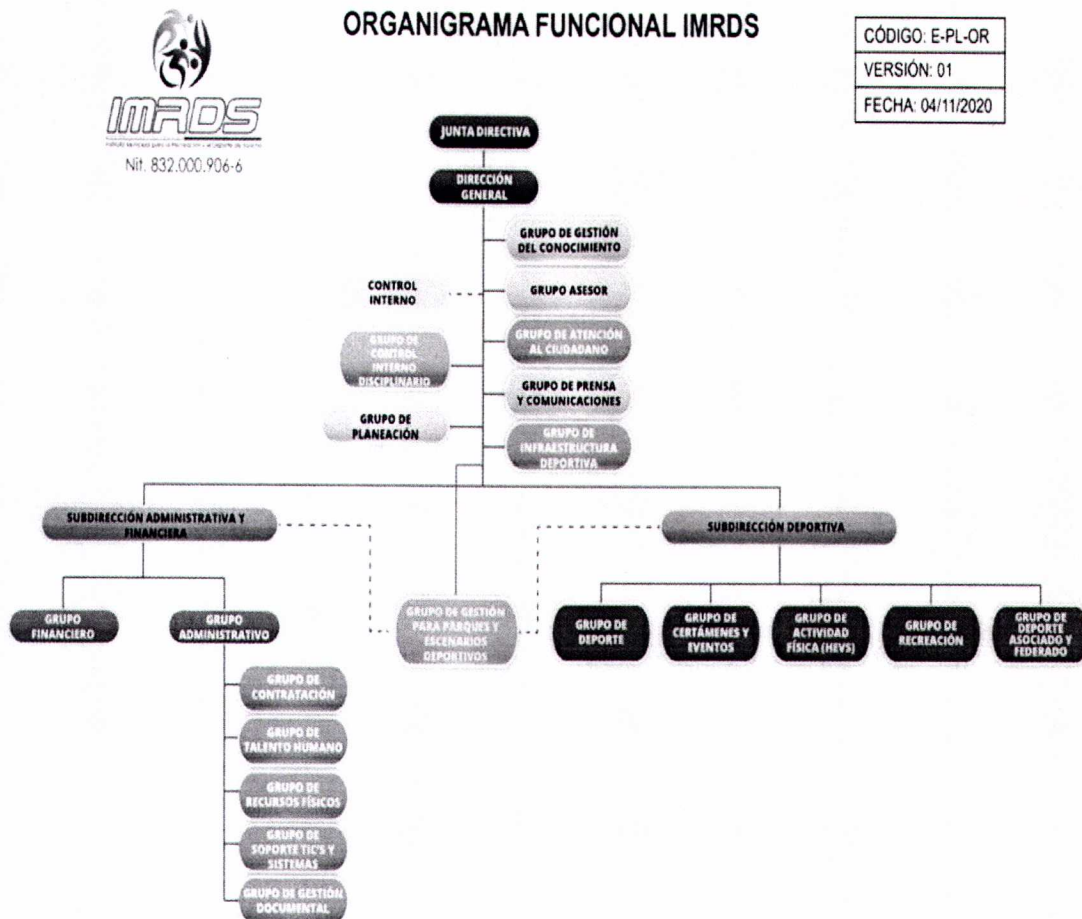 ORGANIGRAMA FUNCIONAL IMRDS
CÓDIGO: E-PL-OR
VERSIÓN: 01
FECHA: 04/11/2020
IMRDS
Nit. 832.000.906-6
JUNTA DIRECTIVA
DIRECCIÓN
GENERAL
GRUPO DE GESTIÓN
DEL CONOCIMIENTO
CONTROL
INTERNO
GRUPO ASESOR
GRUPO DE
CONTROL
INTERNO
DISCIPLINARIO
GRUPO DE ATENCIÓN
AL CIUDADANO
GRUPO DE PRENSA
Y COMUNICACIONES
GRUPO DE
PLANEACIÓN
GRUPO DE
INFRAESTRUCTURA
DEPORTIVA
SUBDIRECCIÓN ADMINISTRATIVA Y
FINANCIERA
SUBDIRECCIÓN DEPORTIVA
GRUPO
FINANCIERO
GRUPO
ADMINISTRATIVO
GRUPO DE GESTIÓN
PARA PARQUES Y
ESCENARIOS
DEPORTIVOS
GRUPO DE
DEPORTE
GRUPO DE
CERTÁMENES Y
EVENTOS
GRUPO DE
ACTIVIDAD
FÍSICA (HEVS)
GRUPO DE
RECREACIÓN
GRUPO DE
DEPORTE
ASOCIADO Y
FEDERADO
GRUPO DE
CONTRATACIÓN
GRUPO DE
TALENTO HUMANO
GRUPO DE
RECURSOS FÍSICOS
GRUPO DE
SOPORTE TIC'S Y
SISTEMAS
GRUPO DE GESTIÓN
DOCUMENTAL